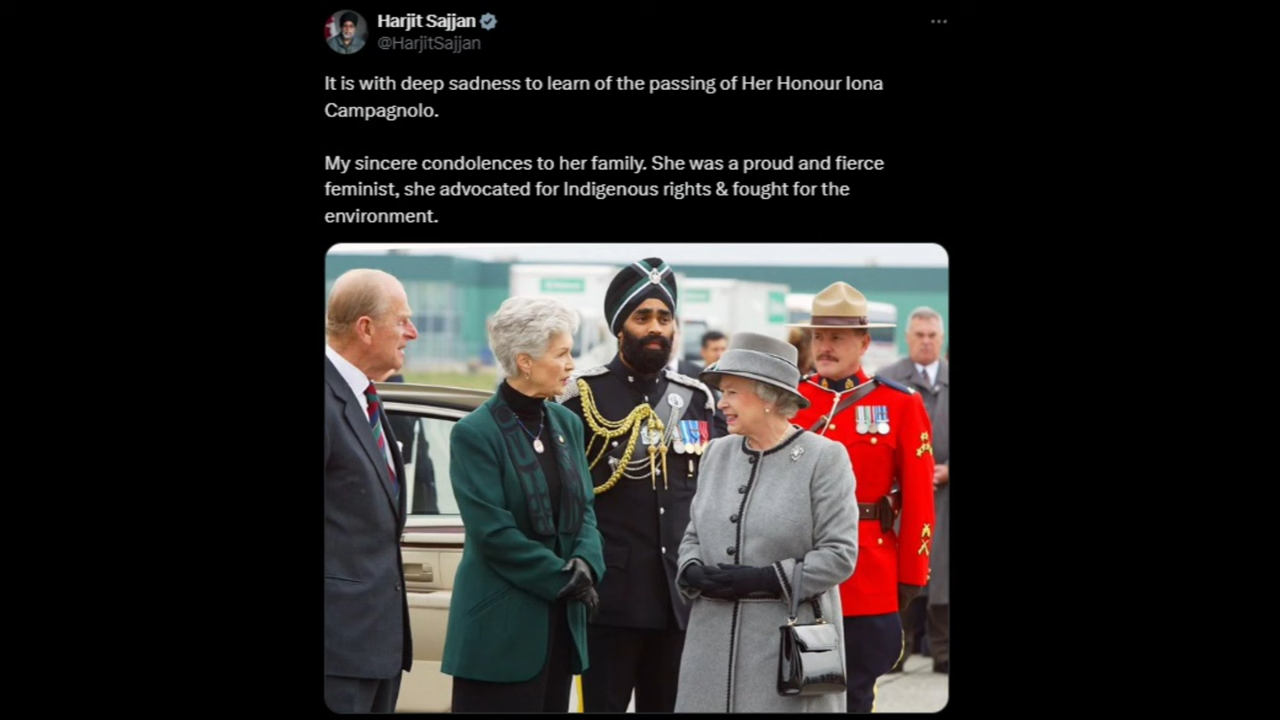 Harjit Sajjan
@HarjitSajjan
It is with deep sadness to learn of the passing of Her Honour Iona
Campagnolo.
My sincere condolences to her family. She was a proud and fierce
feminist, she advocated for Indigenous rights & fought for the
environment.